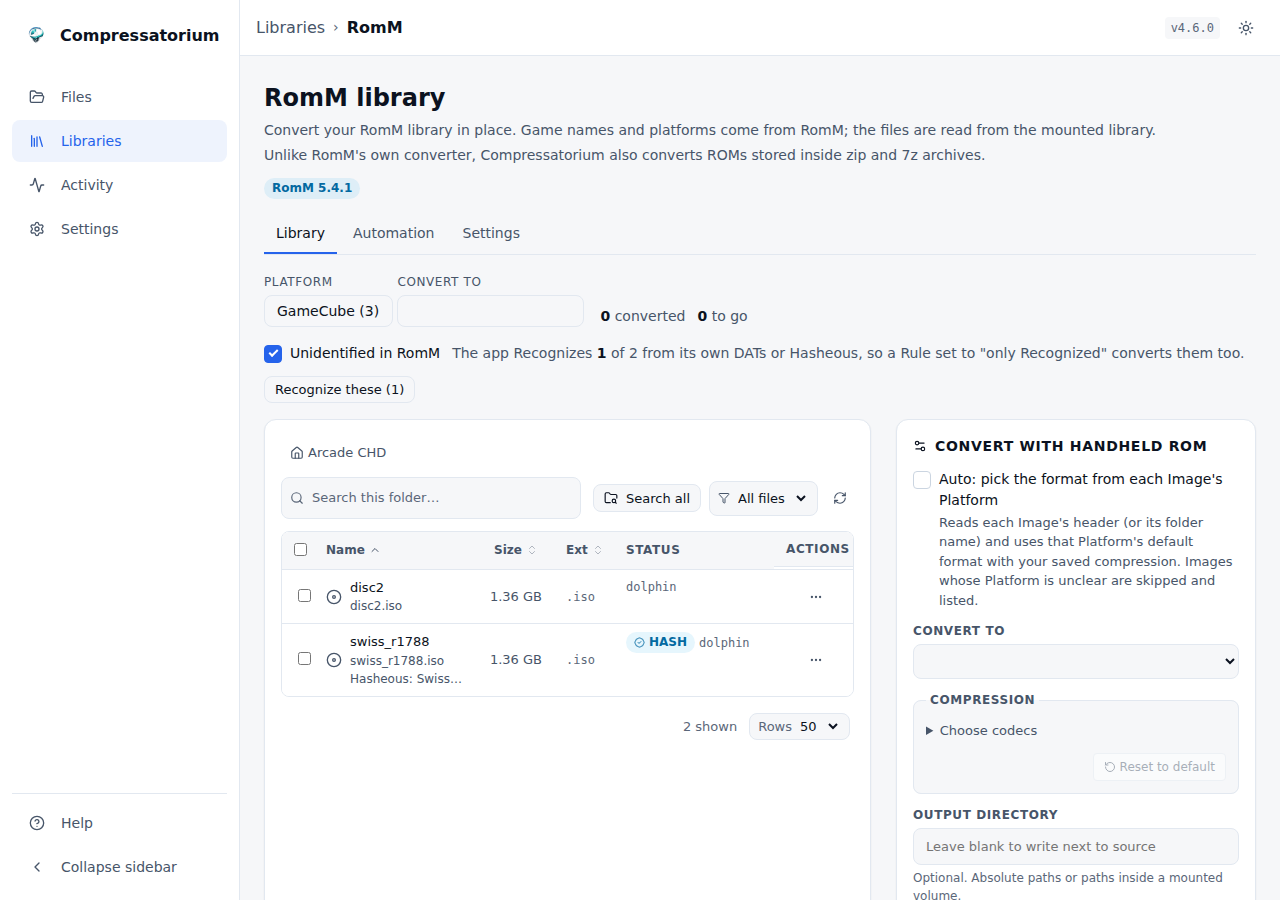 Compressatorium
Libraries › RomM
v4.6.0
Files
Libraries
Activity
Settings
Help
Collapse sidebar
RomM library
Convert your RomM library in place. Game names and platforms come from RomM; the files are read from the mounted library.
Unlike RomM's own converter, Compressatorium also converts ROMs stored inside zip and 7z archives.
RomM 5.4.1
Library Automation Settings
PLATFORM CONVERT TO
GameCube (3) 0 converted 0 to go
Unidentified in RomM The app Recognizes 1 of 2 from its own DATs or Hasheous, so a Rule set to "only Recognized" converts them too.
Recognize these (1)
Arcade CHD
Search this folder… Search all All files
Name Size Ext STATUS ACTIONS
disc2 dolphin
disc2.iso 1.36 GB .iso ···
swiss_r1788 HASH dolphin
swiss_r1788.iso 1.36 GB .iso ···
Hasheous: Swiss…
2 shown Rows 50
CONVERT WITH HANDHELD ROM
Auto: pick the format from each Image's
Platform
Reads each Image's header (or its folder
name) and uses that Platform's default
format with your saved compression. Images
whose Platform is unclear are skipped and
listed.
CONVERT TO
COMPRESSION
Choose codecs
Reset to default
OUTPUT DIRECTORY
Leave blank to write next to source
Optional. Absolute paths or paths inside a mounted
volume.